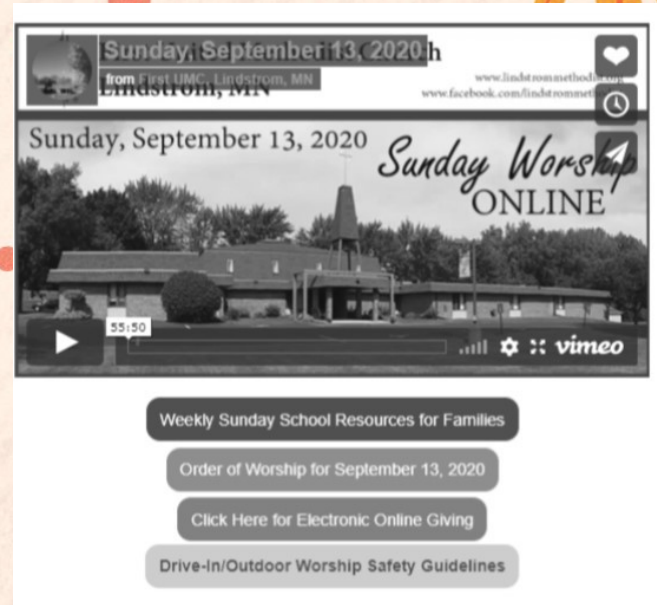 Sunday, September 13, 2020
from First UMC, Lindstrom, MN
Lindstrom, MN
www.lindstrommethodist.org
www.facebook.com/lindstrommeth
Sunday, September 13, 2020
Sunday Worship
ONLINE
55:50
vimeo
Weekly Sunday School Resources for Families
Order of Worship for September 13, 2020
Click Here for Electronic Online Giving
Drive-In/Outdoor Worship Safety Guidelines